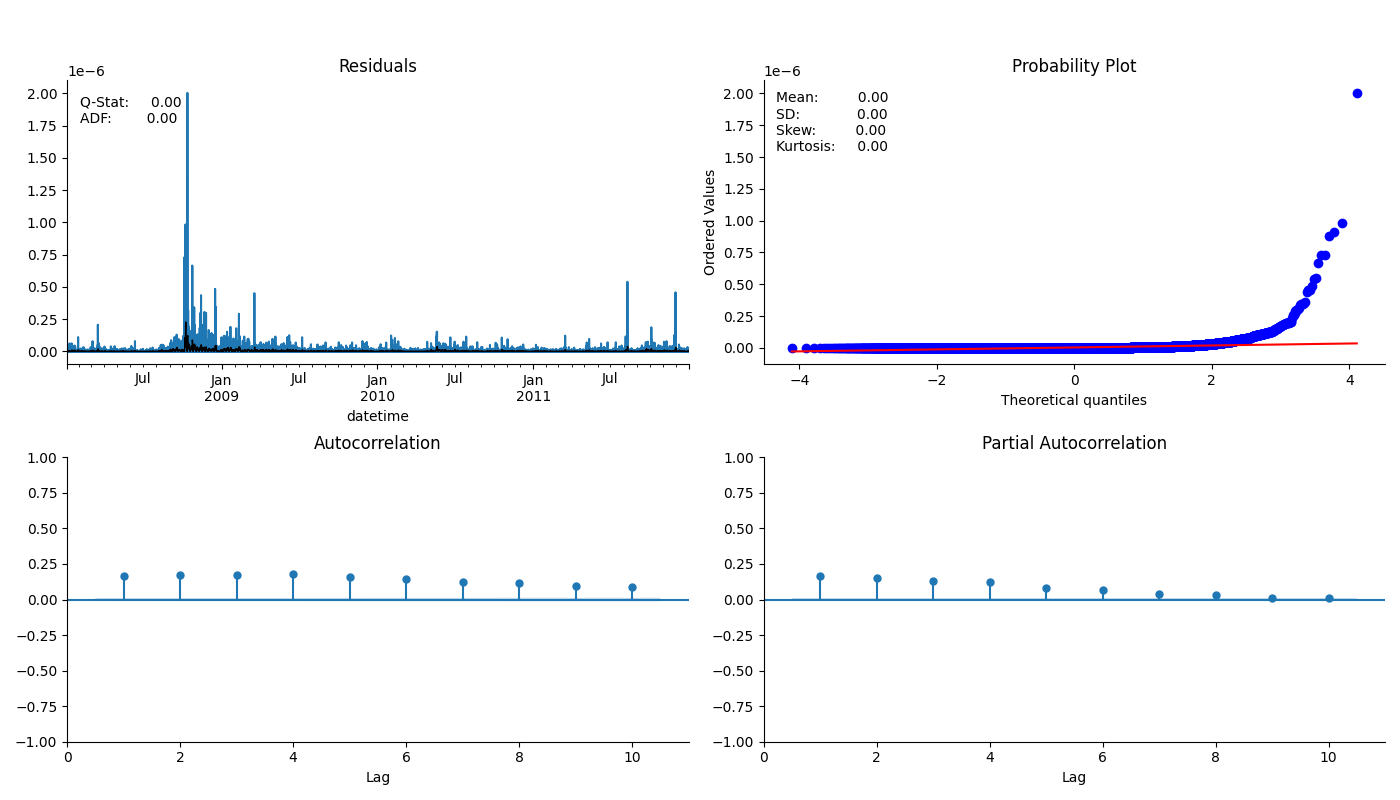 Residuals
1e−6
2.00
1.75
1.50
1.25
1.00
0.75
0.50
0.25
0.00
Q-Stat: 0.00
ADF: 0.00
Jul Jan Jul Jan Jul Jan Jul
2009 2010 2011
datetime
Probability Plot
1e−6
2.00
1.75
1.50
1.25
1.00
0.75
0.50
0.25
0.00
Ordered Values
Mean: 0.00
SD: 0.00
Skew: 0.00
Kurtosis: 0.00
−4 −2 0 2 4
Theoretical quantiles
Autocorrelation
1.00
0.75
0.50
0.25
0.00
−0.25
−0.50
−0.75
−1.00
0 2 4 6 8 10
Lag
Partial Autocorrelation
1.00
0.75
0.50
0.25
0.00
−0.25
−0.50
−0.75
−1.00
0 2 4 6 8 10
Lag